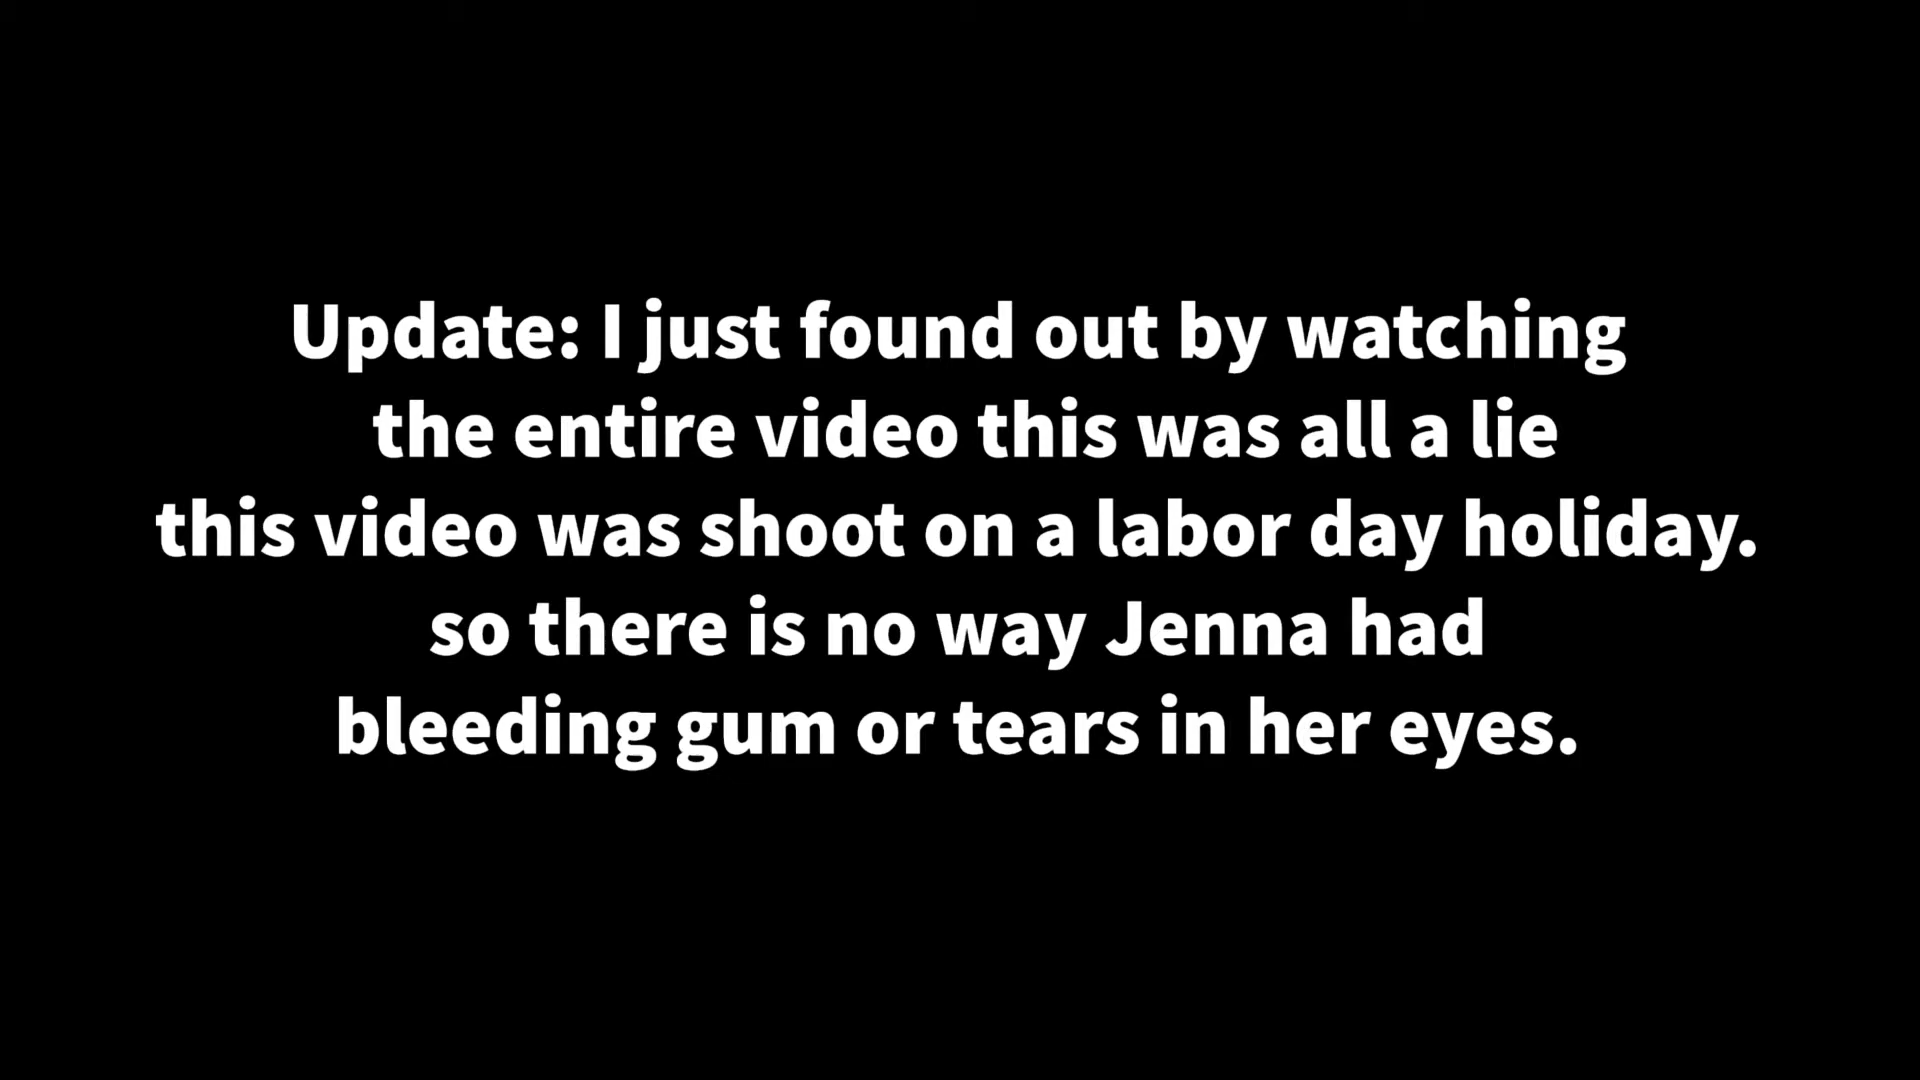 Update: I just found out by watching
the entire video this was all a lie
this video was shoot on a labor day holiday.
so there is no way Jenna had
bleeding gum or tears in her eyes.